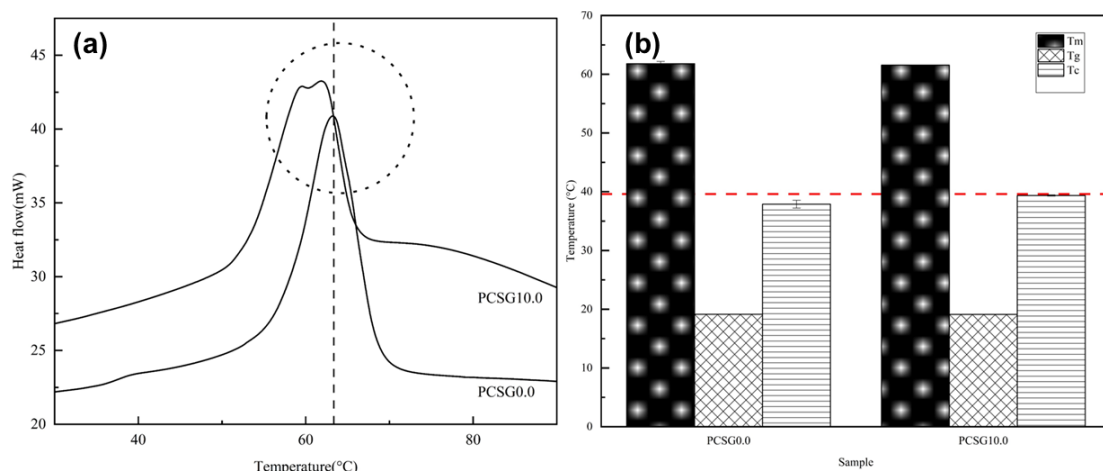 (a)
45
40
35
30
25
20
Heat flow(mW)
PCSG10.0
PCSG0.0
40
60
80
Temperature(°C)
(b)
Tm
Tg
Tc
70
60
50
40
30
20
10
0
Temperature (°C)
PCSG0.0
PCSG10.0
Sample